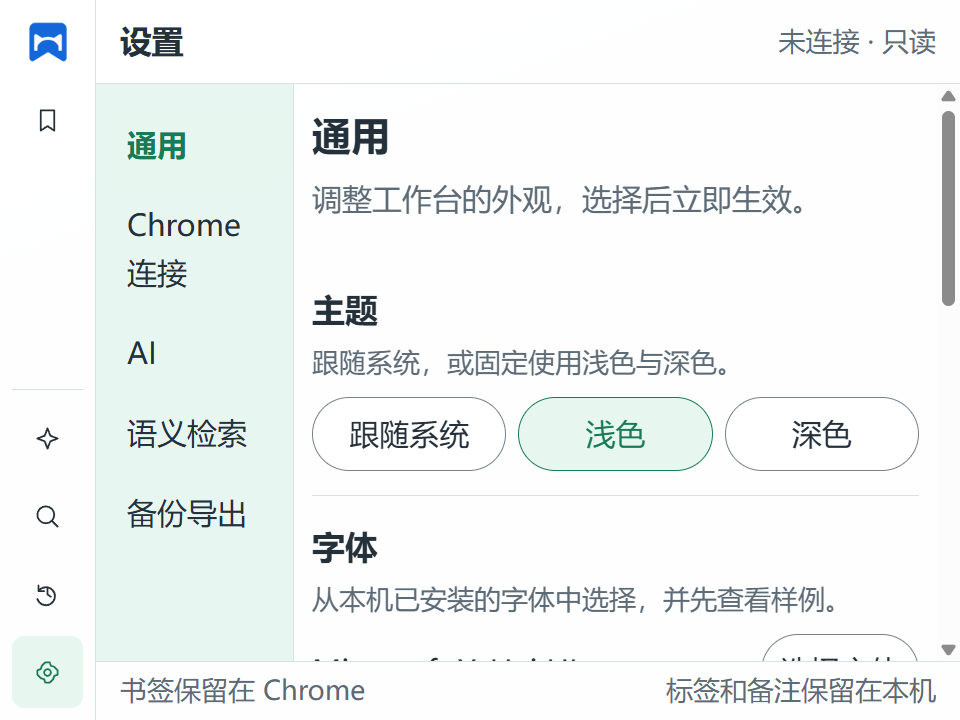 设置
未连接 · 只读
通用
Chrome
连接
AI
语义检索
备份导出
通用
调整工作台的外观，选择后立即生效。
主题
跟随系统，或固定使用浅色与深色。
跟随系统
浅色
深色
字体
从本机已安装的字体中选择，并先查看样例。
书签保留在 Chrome
标签和备注保留在本机